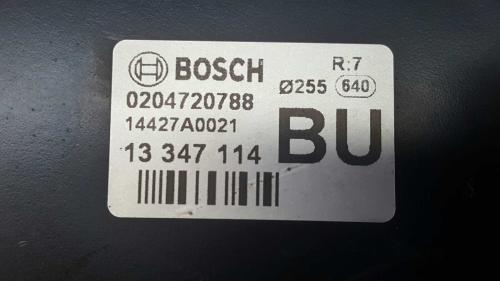 BOSCH R:7
0204720788 Ø255 640
14427A0021
13 347 114 BU